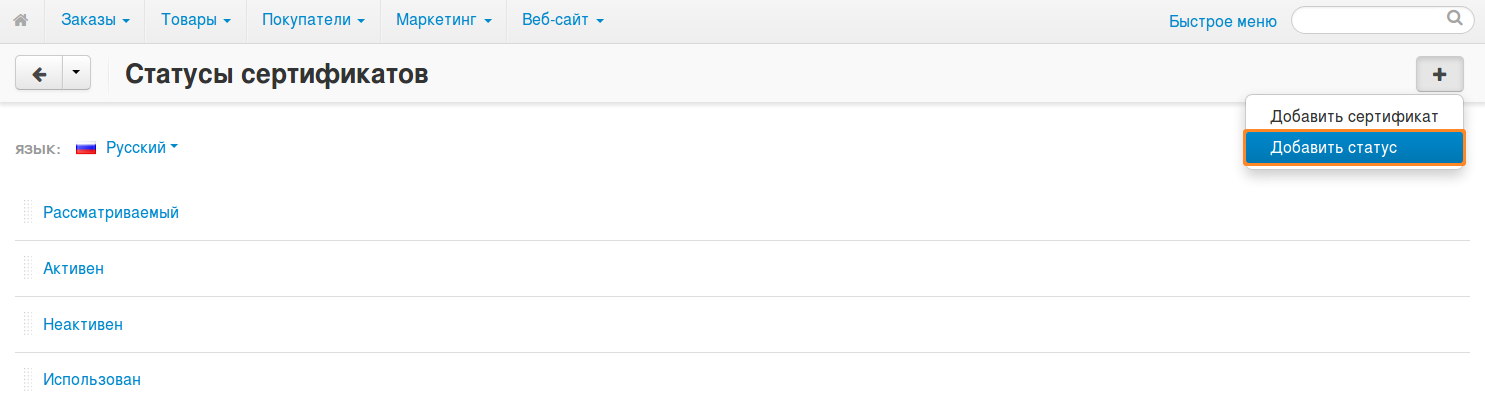 Заказы Товары Покупатели Маркетинг Веб-сайт Быстрое меню
Статусы сертификатов
Добавить сертификат
язык: Русский Добавить статус
Рассматриваемый
Активен
Неактивен
Использован